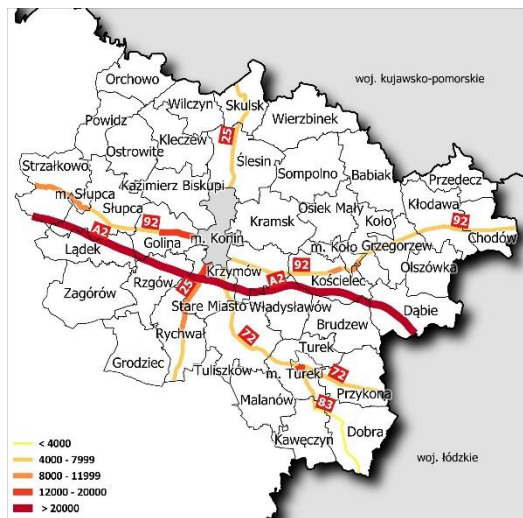 Orchowo
woj. kujawsko-pomorskie
Wilczyn
Skulsk
Powidz
Wierzbinek
25
Kleczew
Ostrowite
Ślesin
Strzałkowo
Sompolno
Babiak
Przedecz
Kazimierz Biskupi
m. Słupca
Kłodawa
Słupca
Osiek Mały
Koło
Kramsk
92
92
A2
Golina
m. Konin
m. Koło
Grzegorzew
Chodów
Lądek
92
Olszówka
Krzymów
A2
Kościelec
Rzgów
25
Zagórów
Stare Miasto
Władysławów
Dąbie
Brudzew
Rychwał
72
Turek
Grodziec
Tuliszków
m. Turek
72
Przykona
Malanów
83
Dobra
Kawęczyn
woj. łódzkie
< 4000
4000 - 7999
8000 - 11999
12000 - 20000
> 20000